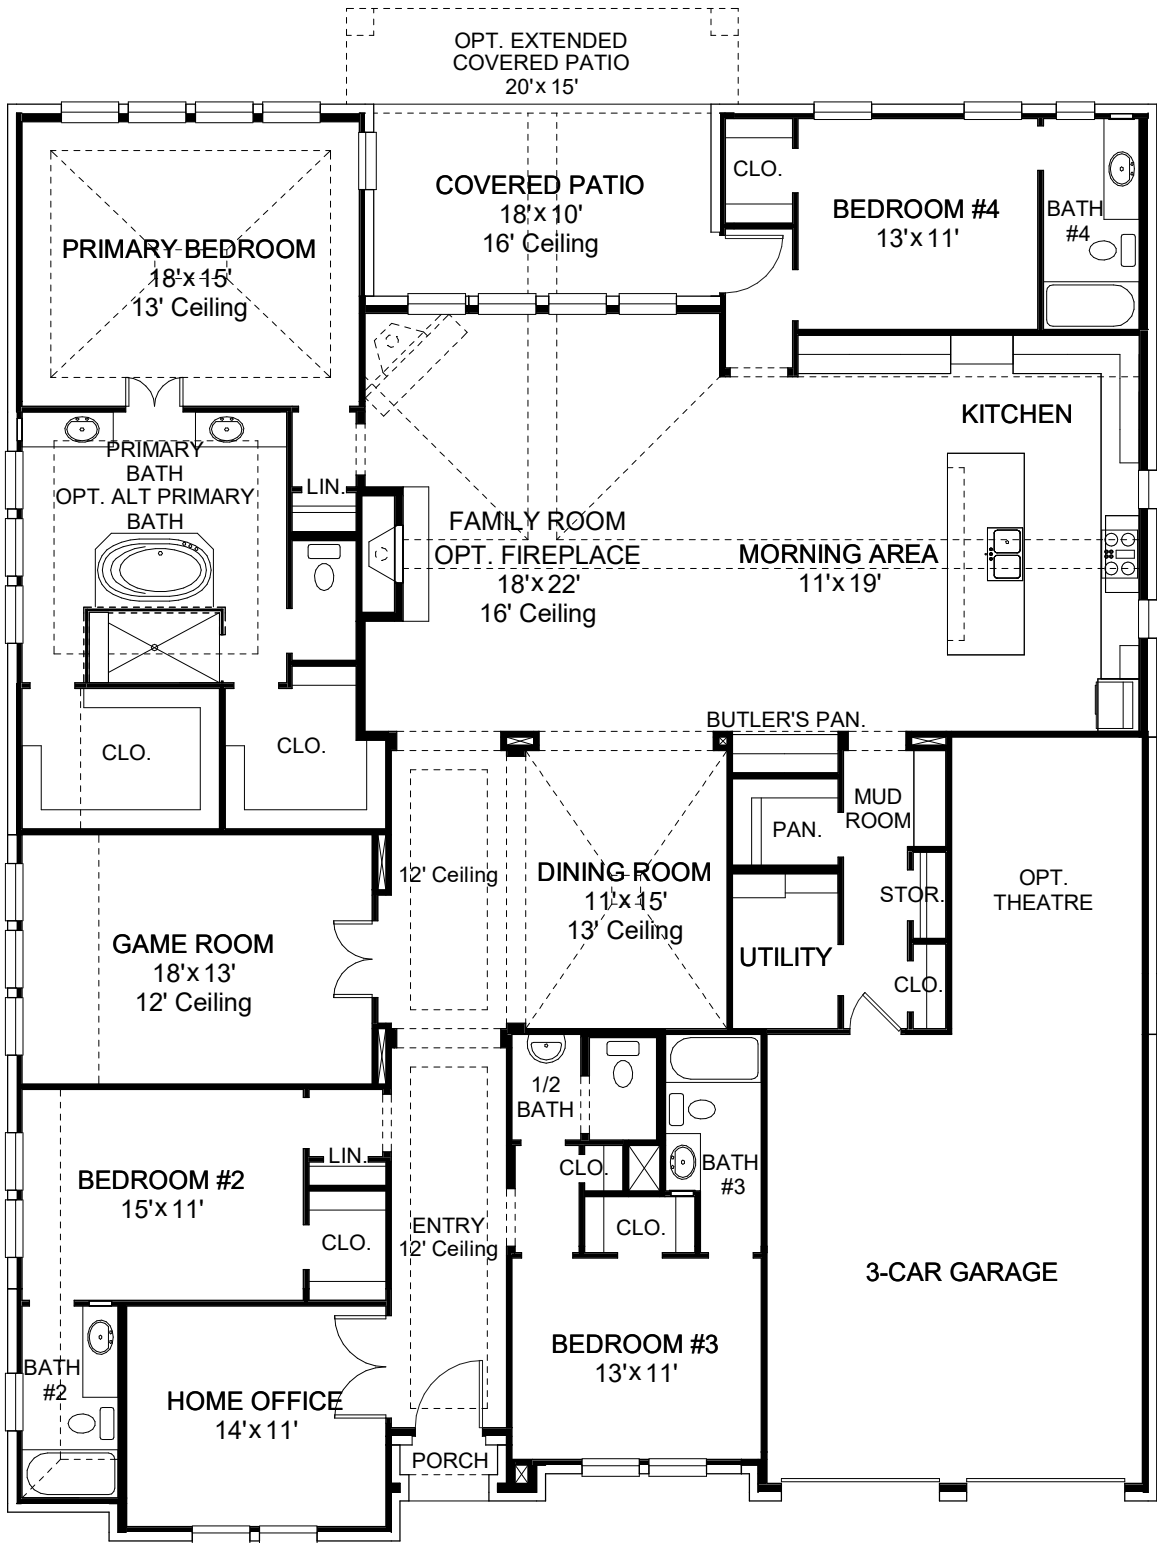 OPT. EXTENDED
COVERED PATIO
20' x 15'
COVERED PATIO
18' x 10'
16' Ceiling
CLO.
BEDROOM #4
13' x 11'
BATH
#4
PRIMARY BEDROOM
18' x 15'
13' Ceiling
KITCHEN
PRIMARY
BATH
OPT. ALT PRIMARY
BATH
LIN.
FAMILY ROOM
OPT. FIREPLACE
18' x 22'
16' Ceiling
MORNING AREA
11' x 19'
BUTLER'S PAN.
CLO.
CLO.
MUD
ROOM
PAN.
12' Ceiling
DINING ROOM
11' x 15'
13' Ceiling
STOR.
OPT.
THEATRE
GAME ROOM
18' x 13'
12' Ceiling
UTILITY
CLO.
1/2
BATH
BEDROOM #2
15' x 11'
LIN.
CLO.
CLO.
BATH
#3
ENTRY
12' Ceiling
CLO.
CLO.
3-CAR GARAGE
BEDROOM #3
13' x 11'
BATH
#2
HOME OFFICE
14' x 11'
PORCH